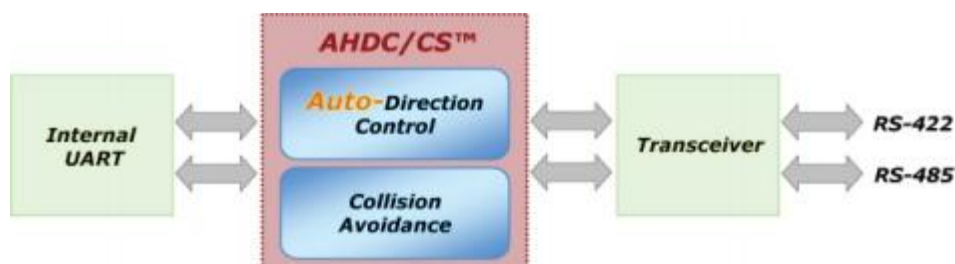 AHDC/CS™
Internal
UART
Auto-Direction
Control
Collision
Avoidance
Transceiver
RS-422
RS-485